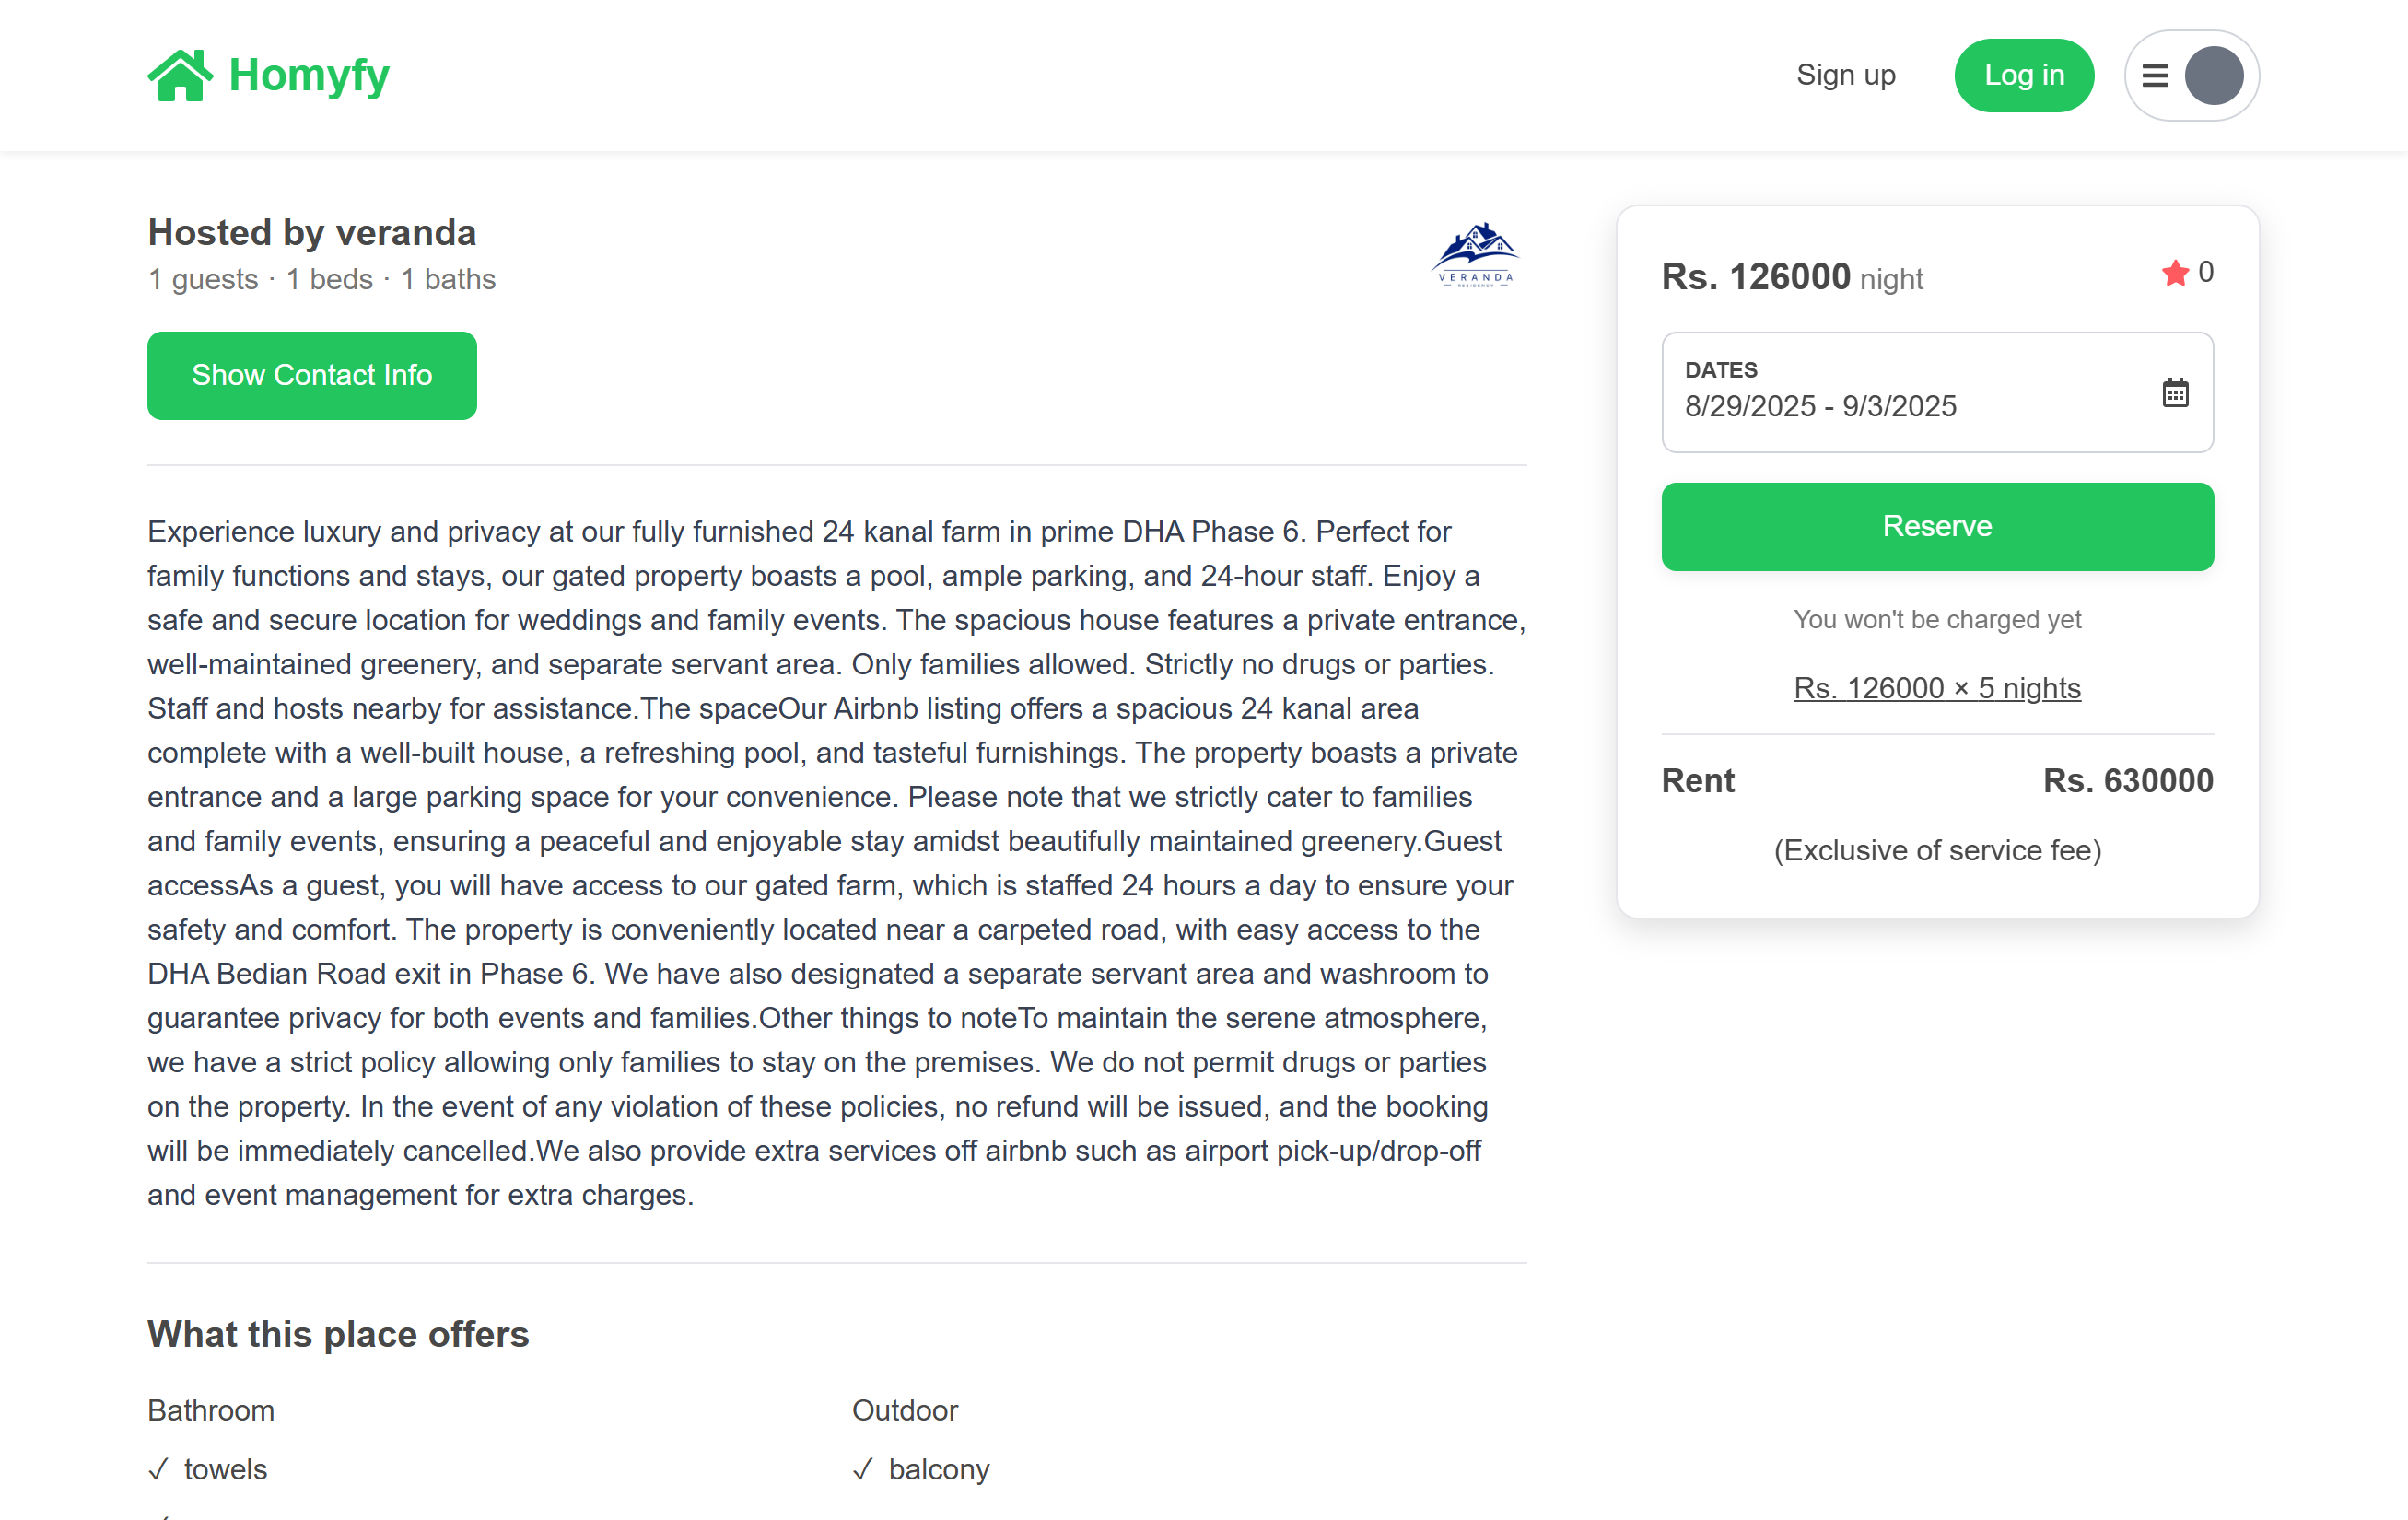 Homyfy
Sign up
Log in
Hosted by veranda
1 guests · 1 beds · 1 baths
VERANDA
RESIDENCY
Show Contact Info
Experience luxury and privacy at our fully furnished 24 kanal farm in prime DHA Phase 6. Perfect for
family functions and stays, our gated property boasts a pool, ample parking, and 24-hour staff. Enjoy a
safe and secure location for weddings and family events. The spacious house features a private entrance,
well-maintained greenery, and separate servant area. Only families allowed. Strictly no drugs or parties.
Staff and hosts nearby for assistance.The spaceOur Airbnb listing offers a spacious 24 kanal area
complete with a well-built house, a refreshing pool, and tasteful furnishings. The property boasts a private
entrance and a large parking space for your convenience. Please note that we strictly cater to families
and family events, ensuring a peaceful and enjoyable stay amidst beautifully maintained greenery.Guest
accessAs a guest, you will have access to our gated farm, which is staffed 24 hours a day to ensure your
safety and comfort. The property is conveniently located near a carpeted road, with easy access to the
DHA Bedian Road exit in Phase 6. We have also designated a separate servant area and washroom to
guarantee privacy for both events and families.Other things to noteTo maintain the serene atmosphere,
we have a strict policy allowing only families to stay on the premises. We do not permit drugs or parties
on the property. In the event of any violation of these policies, no refund will be issued, and the booking
will be immediately cancelled.We also provide extra services off airbnb such as airport pick-up/drop-off
and event management for extra charges.
What this place offers
Bathroom
✓ towels
Outdoor
✓ balcony
Rs. 126000 night
0
DATES
8/29/2025 - 9/3/2025
Reserve
You won't be charged yet
Rs. 126000 × 5 nights
Rent
Rs. 630000
(Exclusive of service fee)